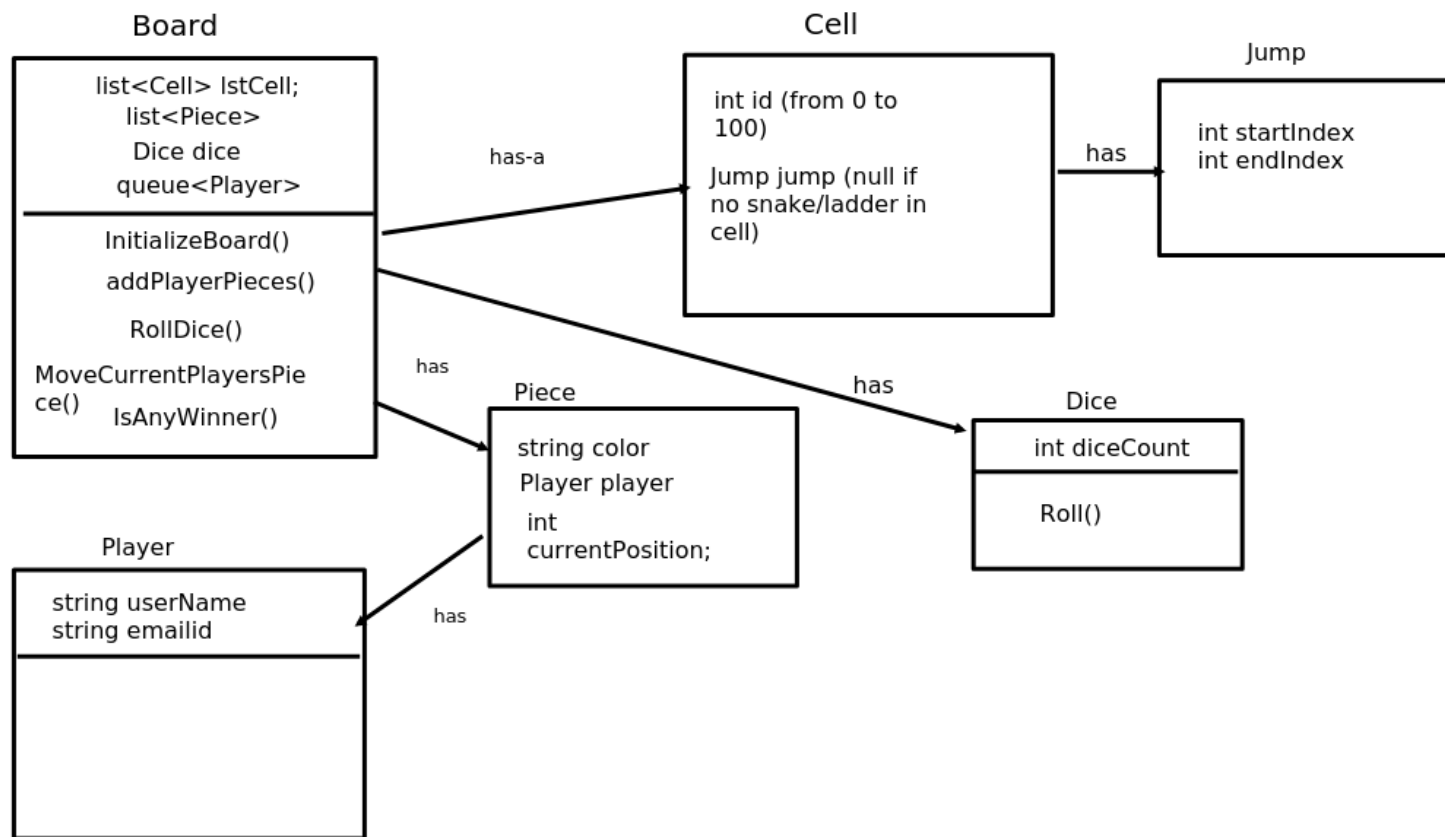 Board
list<Cell> lstCell;
list<Piece>
Dice dice
queue<Player>
InitializeBoard()
addPlayerPieces()
RollDice()
MoveCurrentPlayersPie
ce()
IsAnyWinner()
has-a
Cell
int id (from 0 to
100)
Jump jump (null if
no snake/ladder in
cell)
has
Jump
int startIndex
int endIndex
has
Piece
string color
Player player
int
currentPosition;
has
Dice
int diceCount
Roll()
Player
string userName
string emailid
has